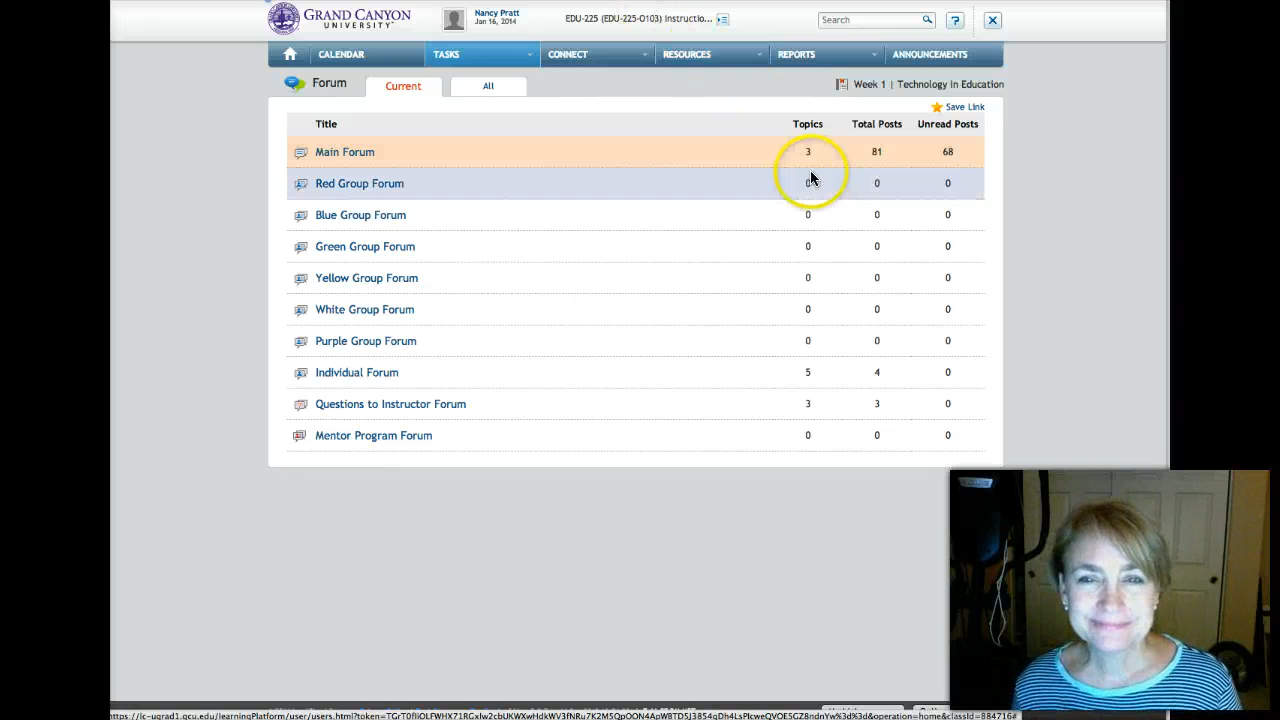 GRAND CANYON
UNIVERSITY
Nancy Pratt
Jan 16, 2014
EDU-225 (EDU-225-O103) Instructio...
Search
?
CALENDAR
TASKS
CONNECT
RESOURCES
REPORTS
ANNOUNCEMENTS
Forum
Current
All
Week 1 | Technology in Education
Save Link
Title Topics Total Posts Unread Posts
Main Forum 3 81 68
Red Group Forum 0 0 0
Blue Group Forum 0 0 0
Green Group Forum 0 0 0
Yellow Group Forum 0 0 0
White Group Forum 0 0 0
Purple Group Forum 0 0 0
Individual Forum 5 4 0
Questions to Instructor Forum 3 3 0
Mentor Program Forum 0 0 0